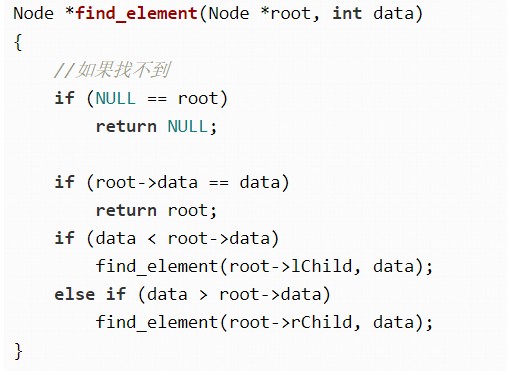 Node *find_element(Node *root, int data)
{
    //如果找不到
    if (NULL == root)
        return NULL;

    if (root->data == data)
        return root;
    if (data < root->data)
        find_element(root->lChild, data);
    else if (data > root->data)
        find_element(root->rChild, data);
}